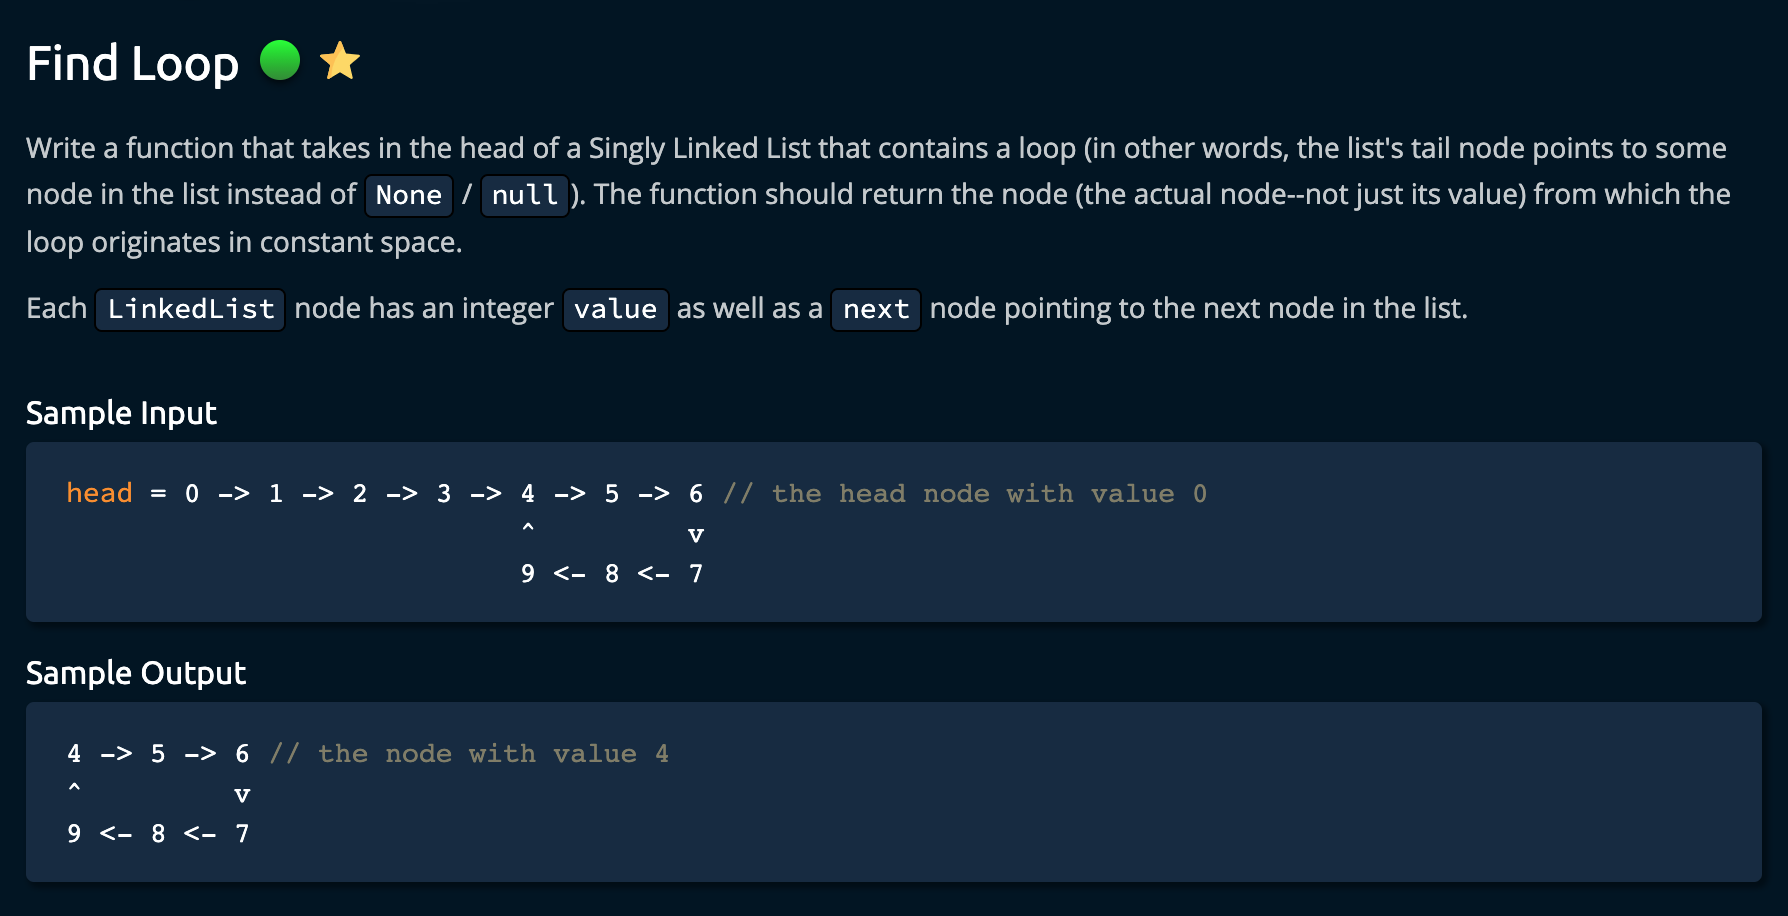 Find Loop
Write a function that takes in the head of a Singly Linked List that contains a loop (in other words, the list's tail node points to some
node in the list instead of None / null). The function should return the node (the actual node--not just its value) from which the
loop originates in constant space.
Each LinkedList node has an integer value as well as a next node pointing to the next node in the list.
Sample Input
head = 0 -> 1 -> 2 -> 3 -> 4 -> 5 -> 6 // the head node with value 0
^ v
9 <- 8 <- 7
Sample Output
4 -> 5 -> 6 // the node with value 4
^ v
9 <- 8 <- 7